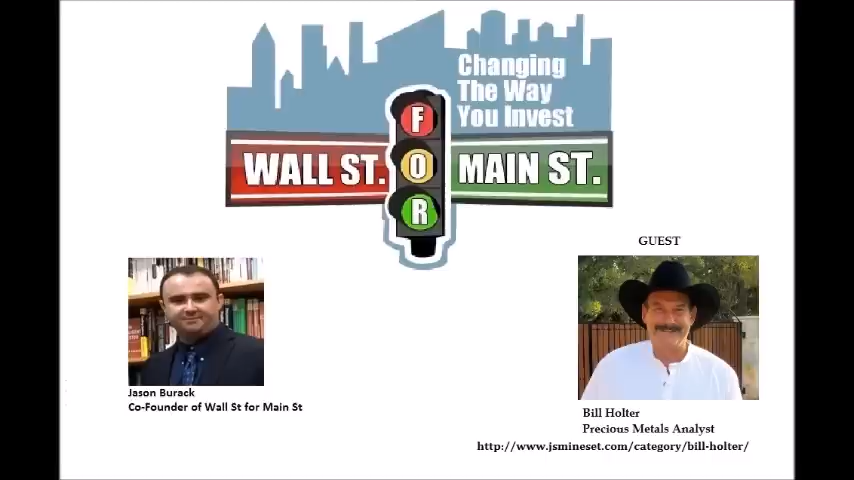 Changing
The Way
You Invest
WALL ST. FOR MAIN ST.
GUEST
Jason Burack
Co-Founder of Wall St for Main St
Bill Holter
Precious Metals Analyst
http://www.jsmineset.com/category/bill-holter/